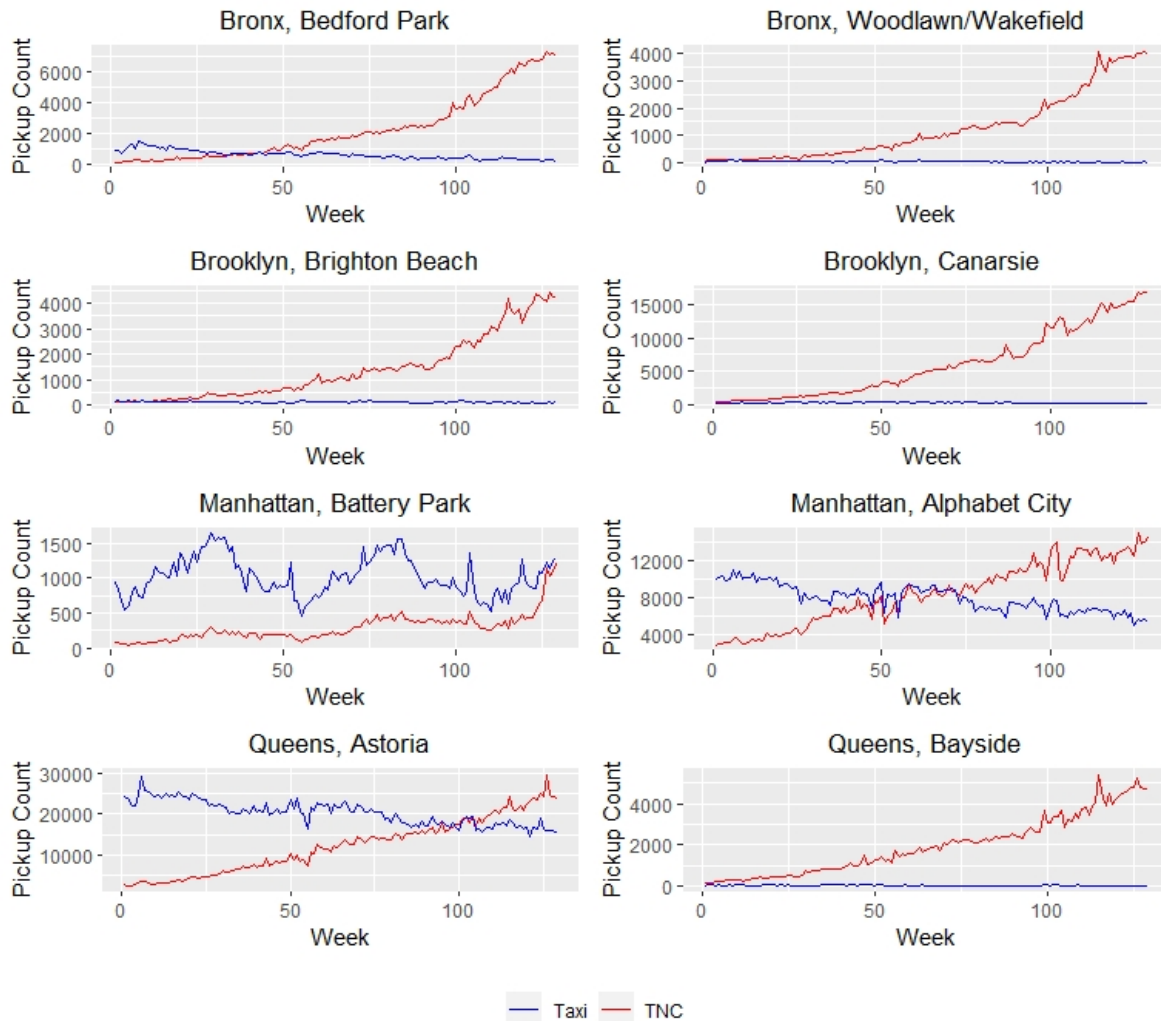 Bronx, Bedford Park
Pickup Count
6000
4000
2000
0
0 50 100
Week
Bronx, Woodlawn/Wakefield
Pickup Count
4000
3000
2000
1000
0
0 50 100
Week
Brooklyn, Brighton Beach
Pickup Count
4000
3000
2000
1000
0
0 50 100
Week
Brooklyn, Canarsie
Pickup Count
15000
10000
5000
0
0 50 100
Week
Manhattan, Battery Park
Pickup Count
1500
1000
500
0
0 50 100
Week
Manhattan, Alphabet City
Pickup Count
12000
8000
4000
0 50 100
Week
Queens, Astoria
Pickup Count
30000
20000
10000
0 50 100
Week
Queens, Bayside
Pickup Count
4000
2000
0
0 50 100
Week
Taxi TNC